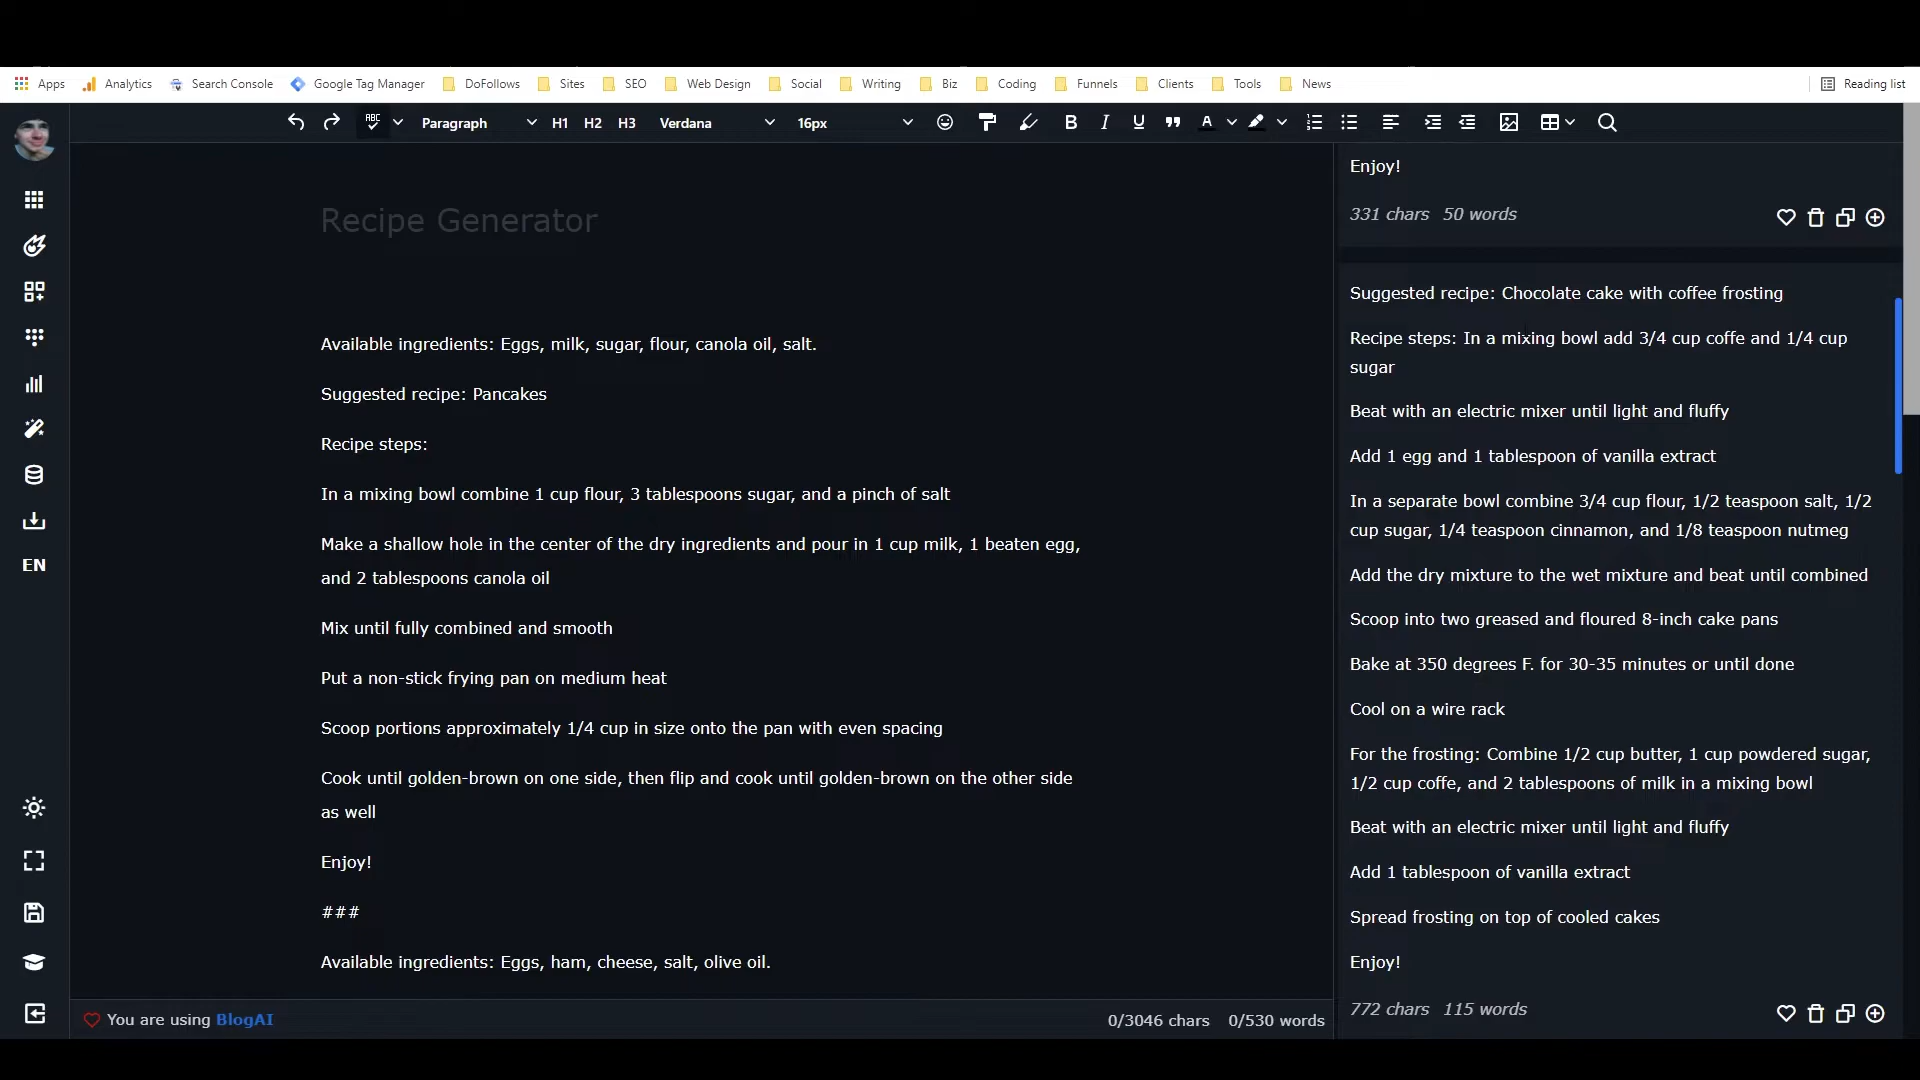 Apps Analytics Search Console Google Tag Manager DoFollows Sites SEO Web Design Social Writing Biz Coding Funnels Clients Tools News Reading list
ABC Paragraph H1 H2 H3 Verdana 16px B I U A
EN
Recipe Generator
Available ingredients: Eggs, milk, sugar, flour, canola oil, salt.
Suggested recipe: Pancakes
Recipe steps:
In a mixing bowl combine 1 cup flour, 3 tablespoons sugar, and a pinch of salt
Make a shallow hole in the center of the dry ingredients and pour in 1 cup milk, 1 beaten egg,
and 2 tablespoons canola oil
Mix until fully combined and smooth
Put a non-stick frying pan on medium heat
Scoop portions approximately 1/4 cup in size onto the pan with even spacing
Cook until golden-brown on one side, then flip and cook until golden-brown on the other side
as well
Enjoy!
###
Available ingredients: Eggs, ham, cheese, salt, olive oil.
You are using BlogAI
0/3046 chars 0/530 words
Enjoy!
331 chars 50 words
Suggested recipe: Chocolate cake with coffee frosting
Recipe steps: In a mixing bowl add 3/4 cup coffe and 1/4 cup
sugar
Beat with an electric mixer until light and fluffy
Add 1 egg and 1 tablespoon of vanilla extract
In a separate bowl combine 3/4 cup flour, 1/2 teaspoon salt, 1/2
cup sugar, 1/4 teaspoon cinnamon, and 1/8 teaspoon nutmeg
Add the dry mixture to the wet mixture and beat until combined
Scoop into two greased and floured 8-inch cake pans
Bake at 350 degrees F. for 30-35 minutes or until done
Cool on a wire rack
For the frosting: Combine 1/2 cup butter, 1 cup powdered sugar,
1/2 cup coffe, and 2 tablespoons of milk in a mixing bowl
Beat with an electric mixer until light and fluffy
Add 1 tablespoon of vanilla extract
Spread frosting on top of cooled cakes
Enjoy!
772 chars 115 words